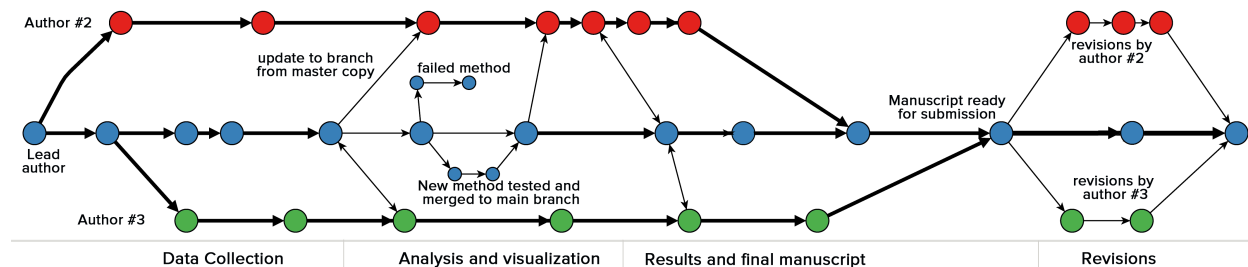 Author #2
update to branch
from master copy
failed method
Manuscript ready
for submission
revisions by
author #2
Lead
author
New method tested and
merged to main branch
revisions by
author #3
Author #3
Data Collection
Analysis and visualization
Results and final manuscript
Revisions